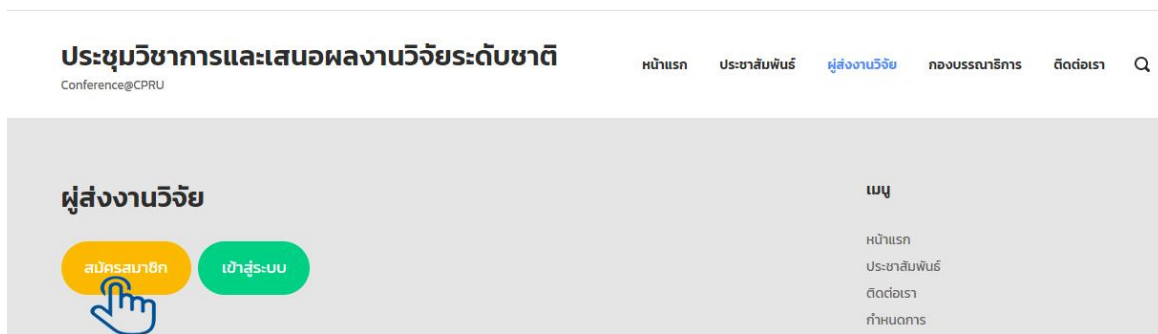 ประชุมวิชาการและเสนอผลงานวิจัยระดับชาติ
Conference@CPRU
หน้าแรก ประชาสัมพันธ์ ผู้ส่งงานวิจัย กองบรรณาธิการ ติดต่อเรา
ผู้ส่งงานวิจัย
สมัครสมาชิก เข้าสู่ระบบ
เมนู
หน้าแรก
ประชาสัมพันธ์
ติดต่อเรา
กำหนดการ